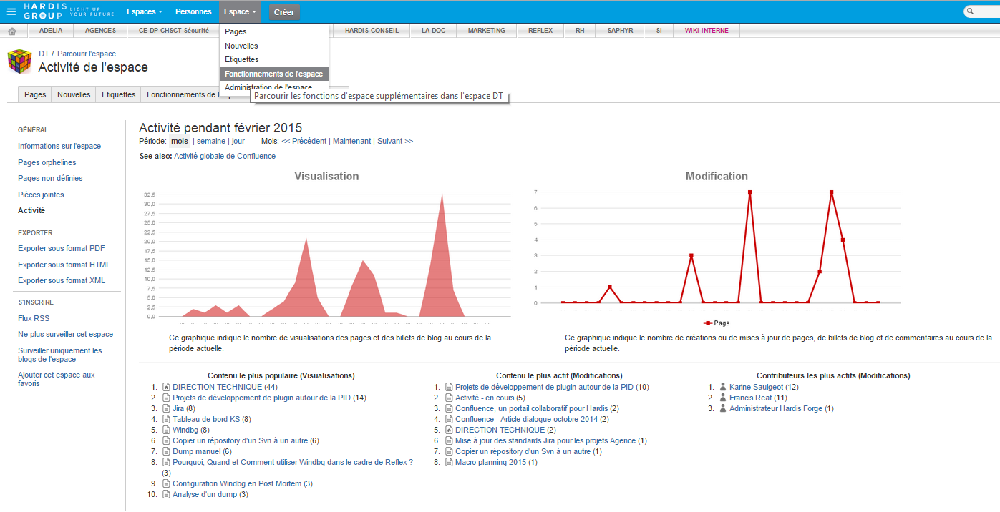 HARDIS GROUP LIGHT UP YOUR FUTURE_
Espaces Personnes Espace Créer
ADELIA AGENCES CE-DP-CHSCT-Sécurité HARDIS CONSEIL LA DOC MARKETING REFLEX RH SAPHYR SI WIKI INTERNE
Pages
Nouvelles
Etiquettes
Fonctionnements de l'espace
Administration de l'espace
Parcourir les fonctions d'espace supplémentaires dans l'espace DT
DT / Parcourir l'espace
Activité de l'espace
Pages Nouvelles Etiquettes Fonctionnements de l'espace
GÉNÉRAL
Informations sur l'espace
Pages orphelines
Pages non définies
Pièces jointes
Activité
EXPORTER
Exporter sous format PDF
Exporter sous format HTML
Exporter sous format XML
S'INSCRIRE
Flux RSS
Ne plus surveiller cet espace
Surveiller uniquement les
blogs de l'espace
Ajouter cet espace aux
favoris
Activité pendant février 2015
Période: mois | semaine | jour Mois: << Précédent | Maintenant | Suivant >>
See also: Activité globale de Confluence
Visualisation
32,5
30,0
27,5
25,0
22,5
20,0
17,5
15,0
12,5
10,0
7,5
5,0
2,5
0,0
... ... ... ... ... ... ... ... ... ... ... ... ... ... ... ... ... ... ... ... ... ... ... ... ... ... ... ...
Ce graphique indique le nombre de visualisations des pages et des billets de blog au cours de la
période actuelle.
Modification
7
6
5
4
3
2
1
0
... ... ... ... ... ... ... ... ... ... ... ... ... ... ... ... ... ... ... ... ... ... ... ... ... ... ... ...
Page
Ce graphique indique le nombre de créations ou de mises à jour de pages, de billets de blog et de commentaires au cours de la
période actuelle.
Contenu le plus populaire (Visualisations)
1. DIRECTION TECHNIQUE (44)
2. Projets de développement de plugin autour de la PID (14)
3. Jira (8)
4. Tableau de bord KS (8)
5. Windbg (8)
6. Copier un répository d'un Svn à un autre (6)
7. Dump manuel (6)
8. Pourquoi, Quand et Comment utiliser Windbg dans le cadre de Reflex ?
(3)
9. Configuration Windbg en Post Mortem (3)
10. Analyse d'un dump (3)
Contenu le plus actif (Modifications)
1. Projets de développement de plugin autour de la PID (10)
2. Activité - en cours (5)
3. Confluence, un portail collaboratif pour Hardis (2)
4. Confluence - Article dialogue octobre 2014 (2)
5. DIRECTION TECHNIQUE (2)
6. Mise à jour des standards Jira pour les projets Agence (1)
7. Copier un répository d'un Svn à un autre (1)
8. Macro planning 2015 (1)
Contributeurs les plus actifs (Modifications)
1. Karine Saulgeot (12)
2. Francis Reat (11)
3. Administrateur Hardis Forge (1)